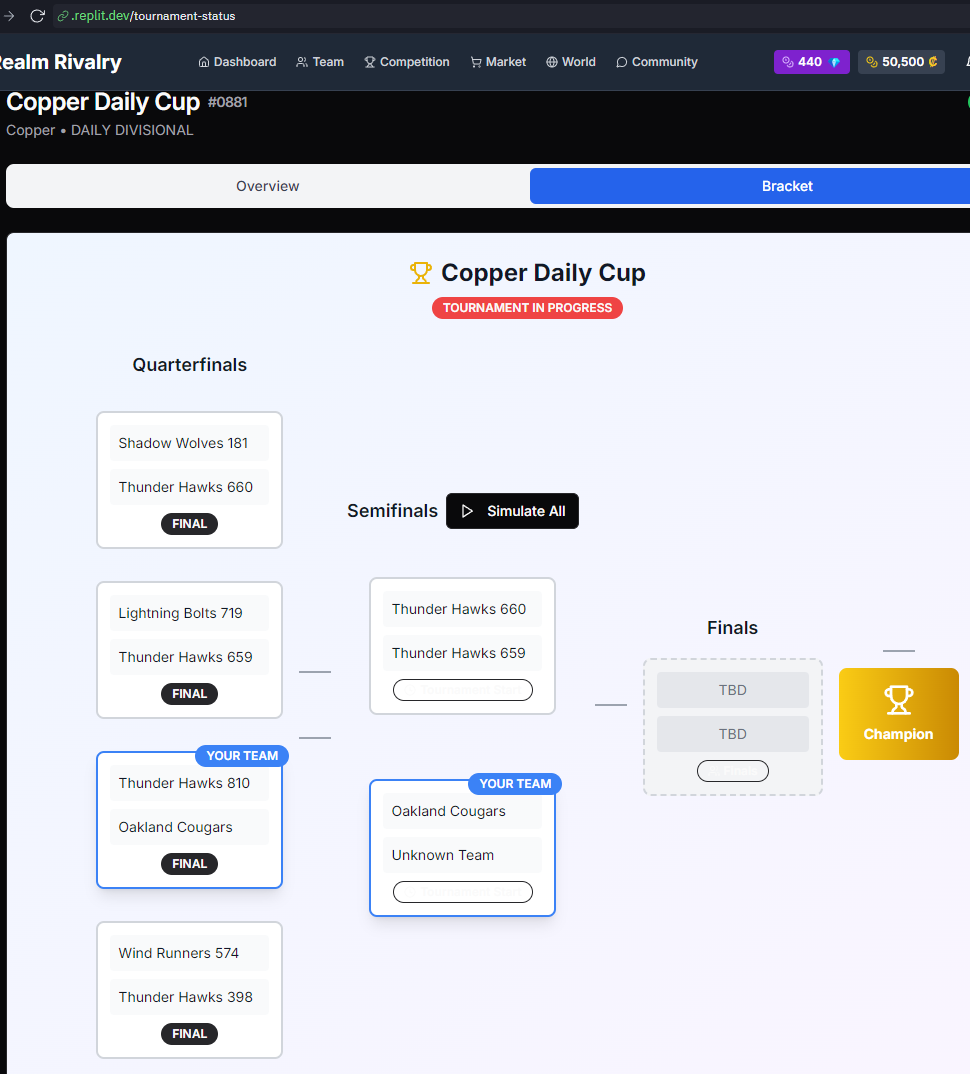 .replit.dev/tournament-status
Realm Rivalry
Dashboard
Team
Competition
Market
World
Community
440
50,500
Copper Daily Cup #0881
Copper • DAILY DIVISIONAL
Overview
Bracket
Copper Daily Cup
TOURNAMENT IN PROGRESS
Quarterfinals
Shadow Wolves 181
Thunder Hawks 660
FINAL
Lightning Bolts 719
Thunder Hawks 659
FINAL
YOUR TEAM
Thunder Hawks 810
Oakland Cougars
FINAL
Wind Runners 574
Thunder Hawks 398
FINAL
Semifinals
Simulate All
Thunder Hawks 660
Thunder Hawks 659
Tournament Start
YOUR TEAM
Oakland Cougars
Unknown Team
Tournament Start
Finals
TBD
TBD
Champion